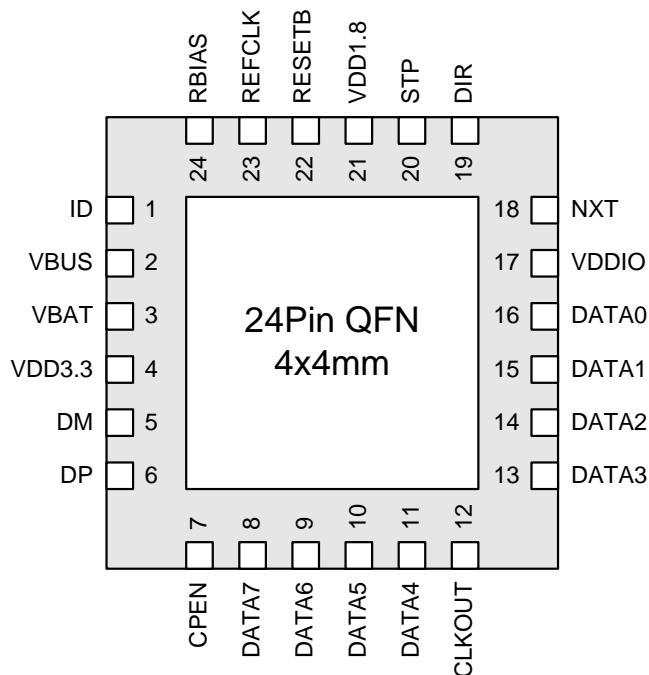 RBIAS
REFCLK
RESETB
VDD1.8
STP
DIR
24
23
22
21
20
19
ID
1
VBUS
2
VBAT
3
VDD3.3
4
DM
5
DP
6
24Pin QFN
4x4mm
18
NXT
17
VDDIO
16
DATA0
15
DATA1
14
DATA2
13
DATA3
7
8
9
10
11
12
CPEN
DATA7
DATA6
DATA5
DATA4
CLKOUT